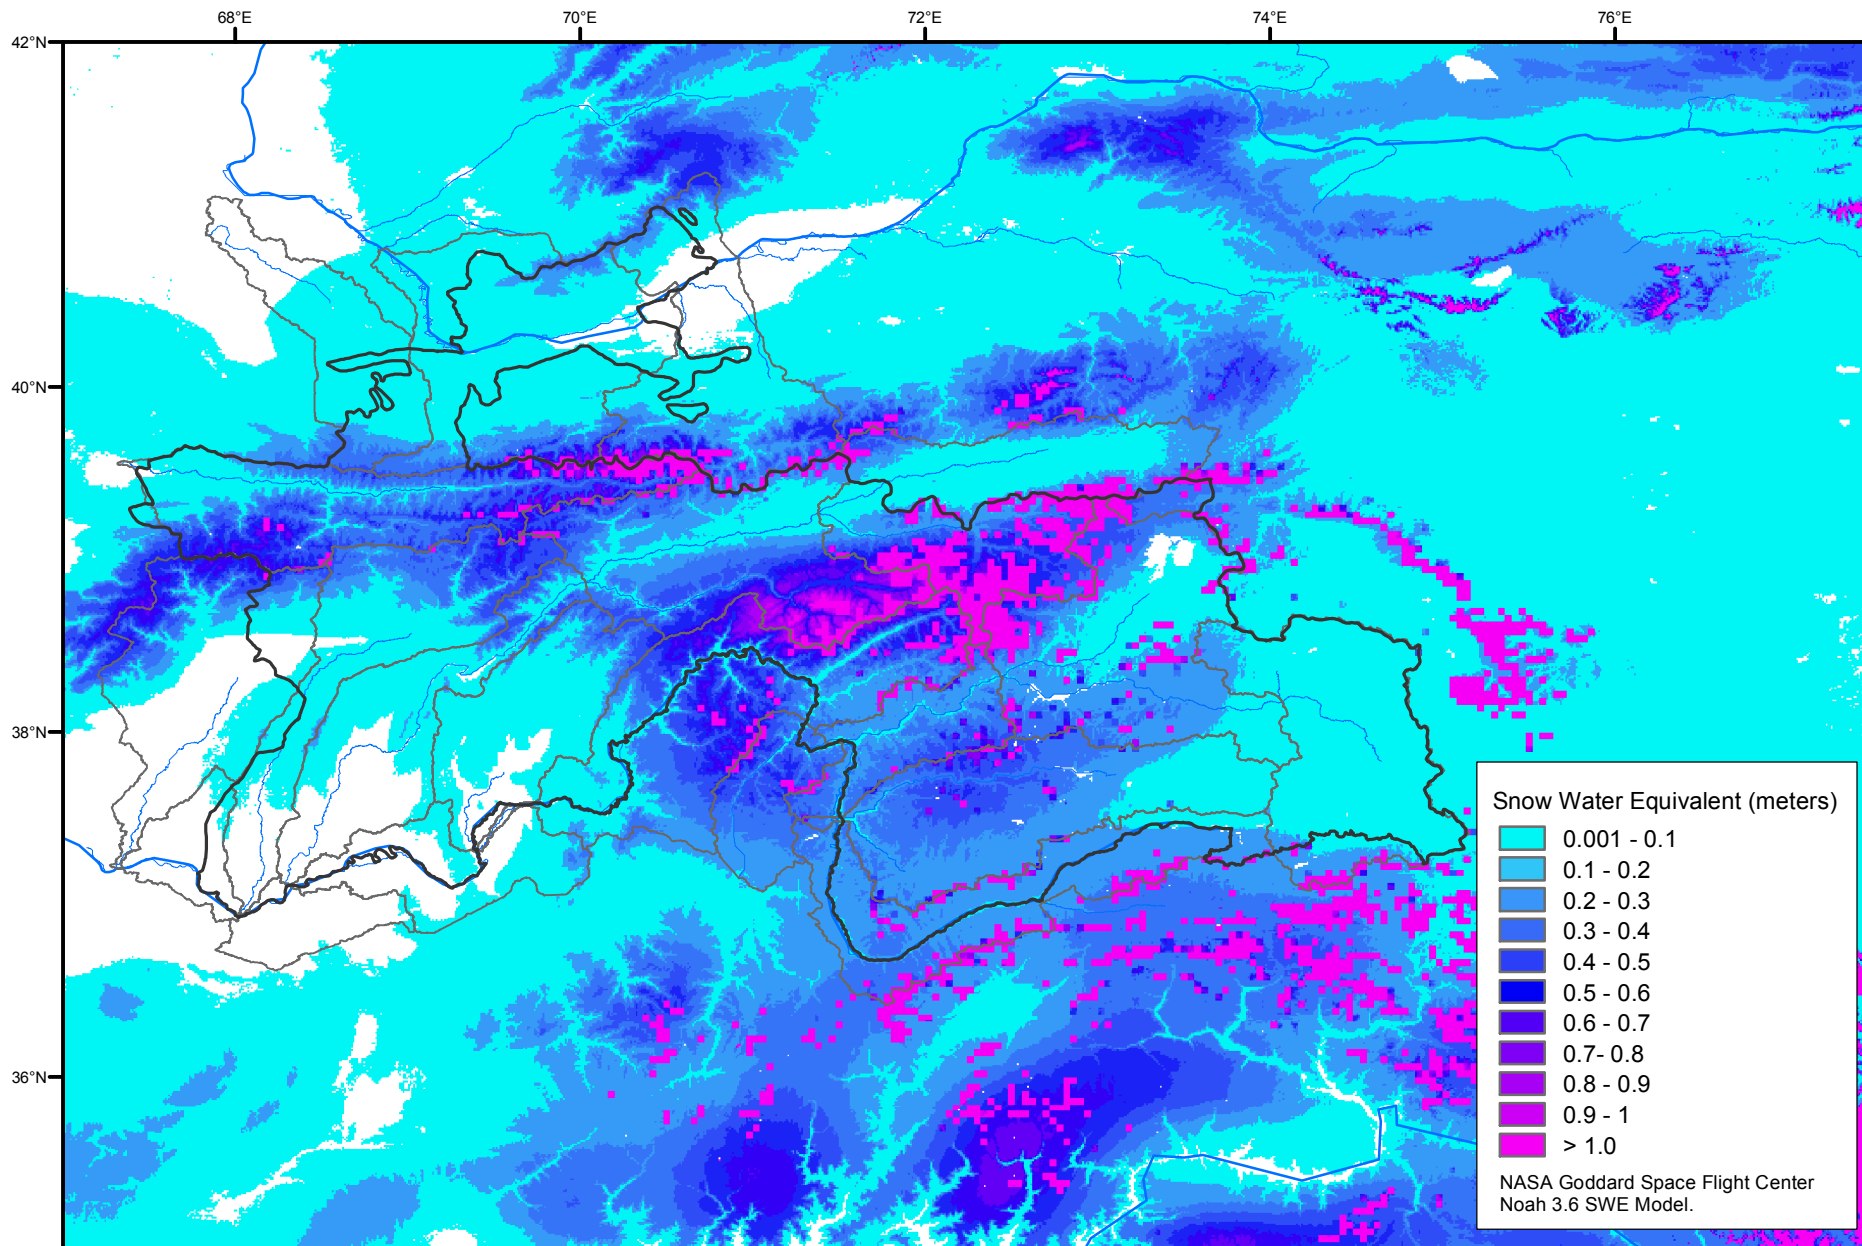 68°E
70°E
72°E
74°E
76°E
42°N
40°N
38°N
36°N
Snow Water Equivalent (meters)
0.001 - 0.1
0.1 - 0.2
0.2 - 0.3
0.3 - 0.4
0.4 - 0.5
0.5 - 0.6
0.6 - 0.7
0.7- 0.8
0.8 - 0.9
0.9 - 1
> 1.0
NASA Goddard Space Flight Center
Noah 3.6 SWE Model.